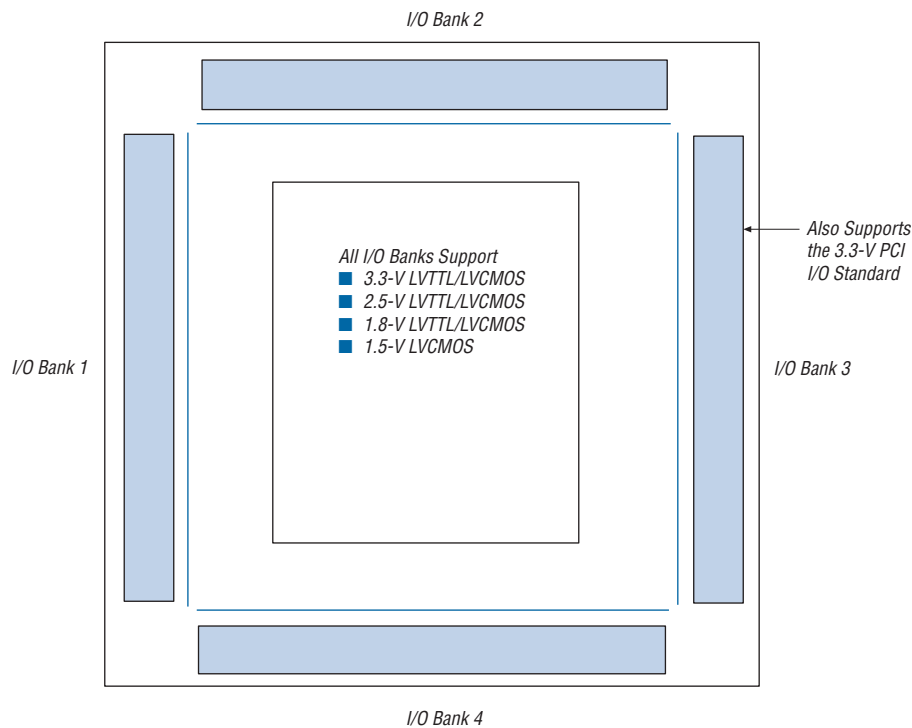 I/O Bank 2
All I/O Banks Support
3.3-V LVTTL/LVCMOS
2.5-V LVTTL/LVCMOS
1.8-V LVTTL/LVCMOS
1.5-V LVCMOS
Also Supports
the 3.3-V PCI
I/O Standard
I/O Bank 1
I/O Bank 3
I/O Bank 4